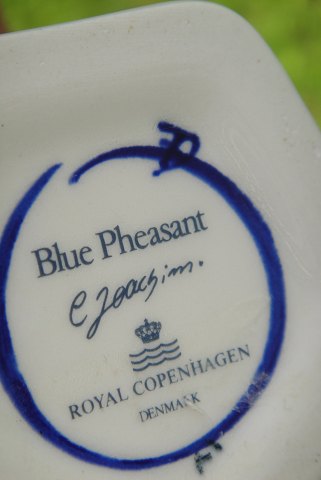 Blue Pheasant
C Joachim.
ROYAL COPENHAGEN
DENMARK